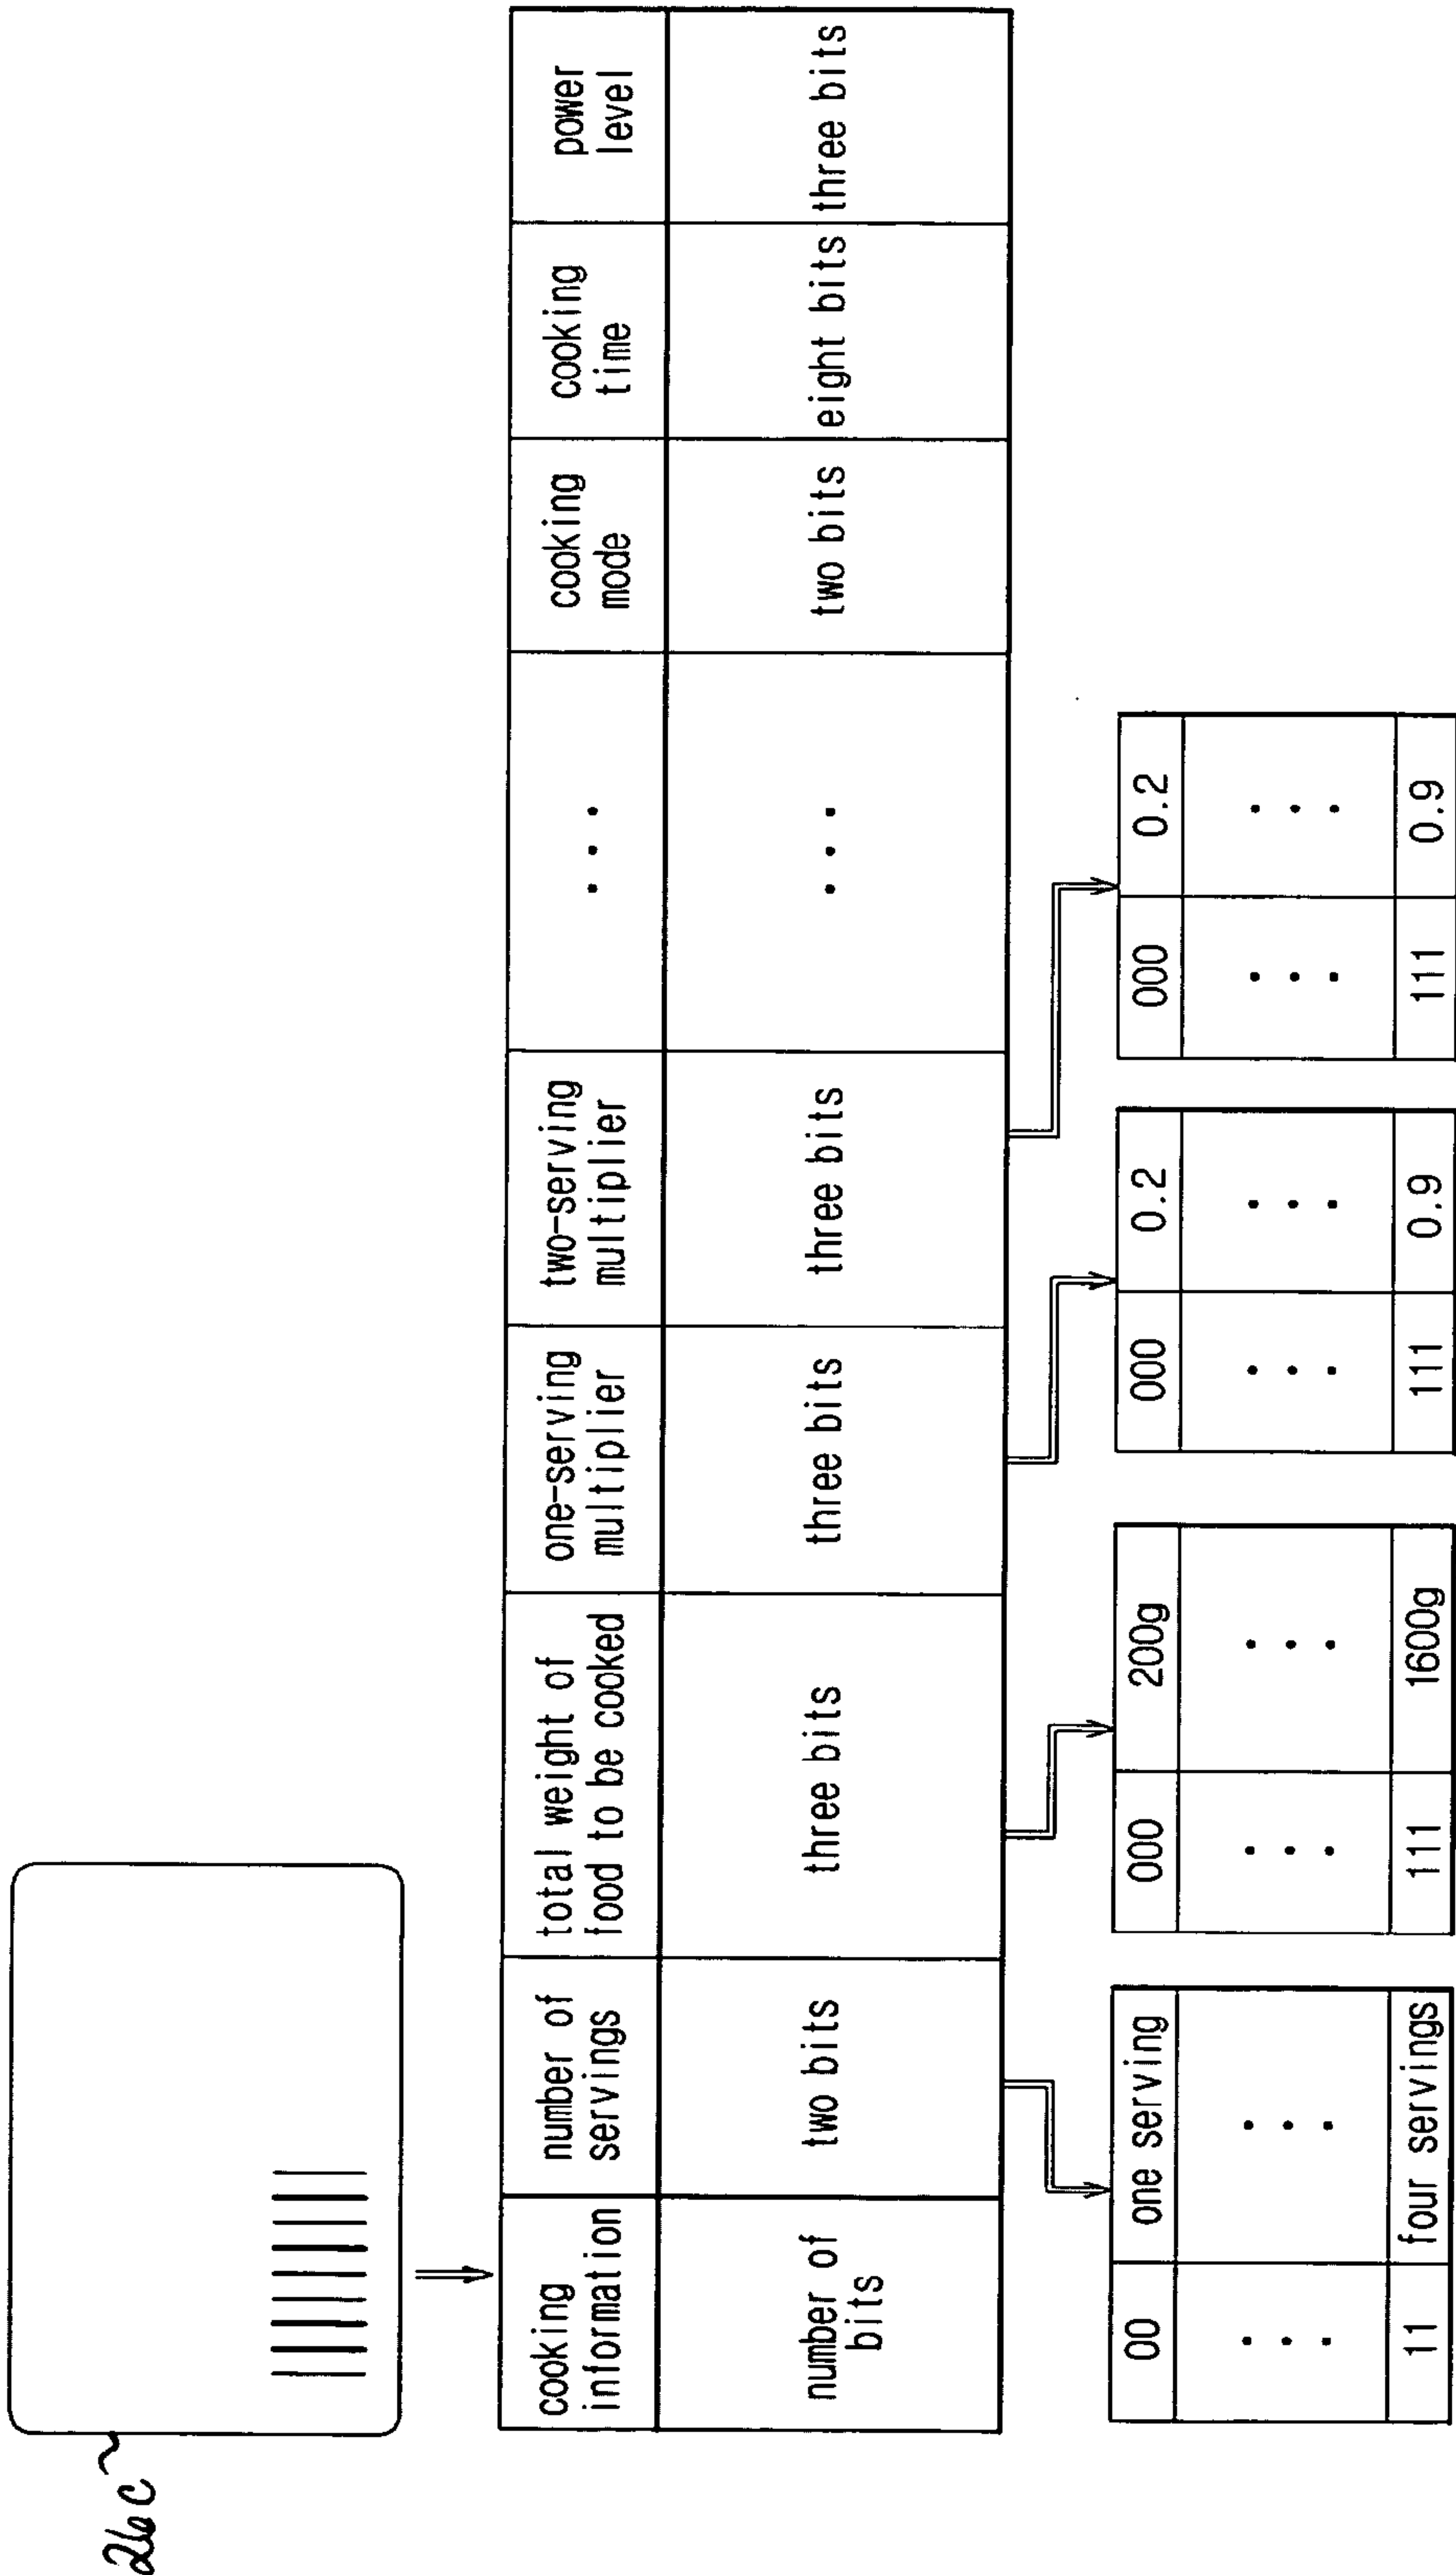 26c
cooking
information
number of
servings
total weight of
food to be cooked
one-serving
multiplier
two-serving
multiplier
. . .
cooking
mode
cooking
time
power
level
number of
bits
two bits
three bits
three bits
three bits
. . .
two bits
eight bits
three bits
00 one serving
. . . . . .
11 four servings
000 200g
. . . . . .
111 1600g
000 0.2
. . . . . .
111 0.9
000 0.2
. . . . . .
111 0.9